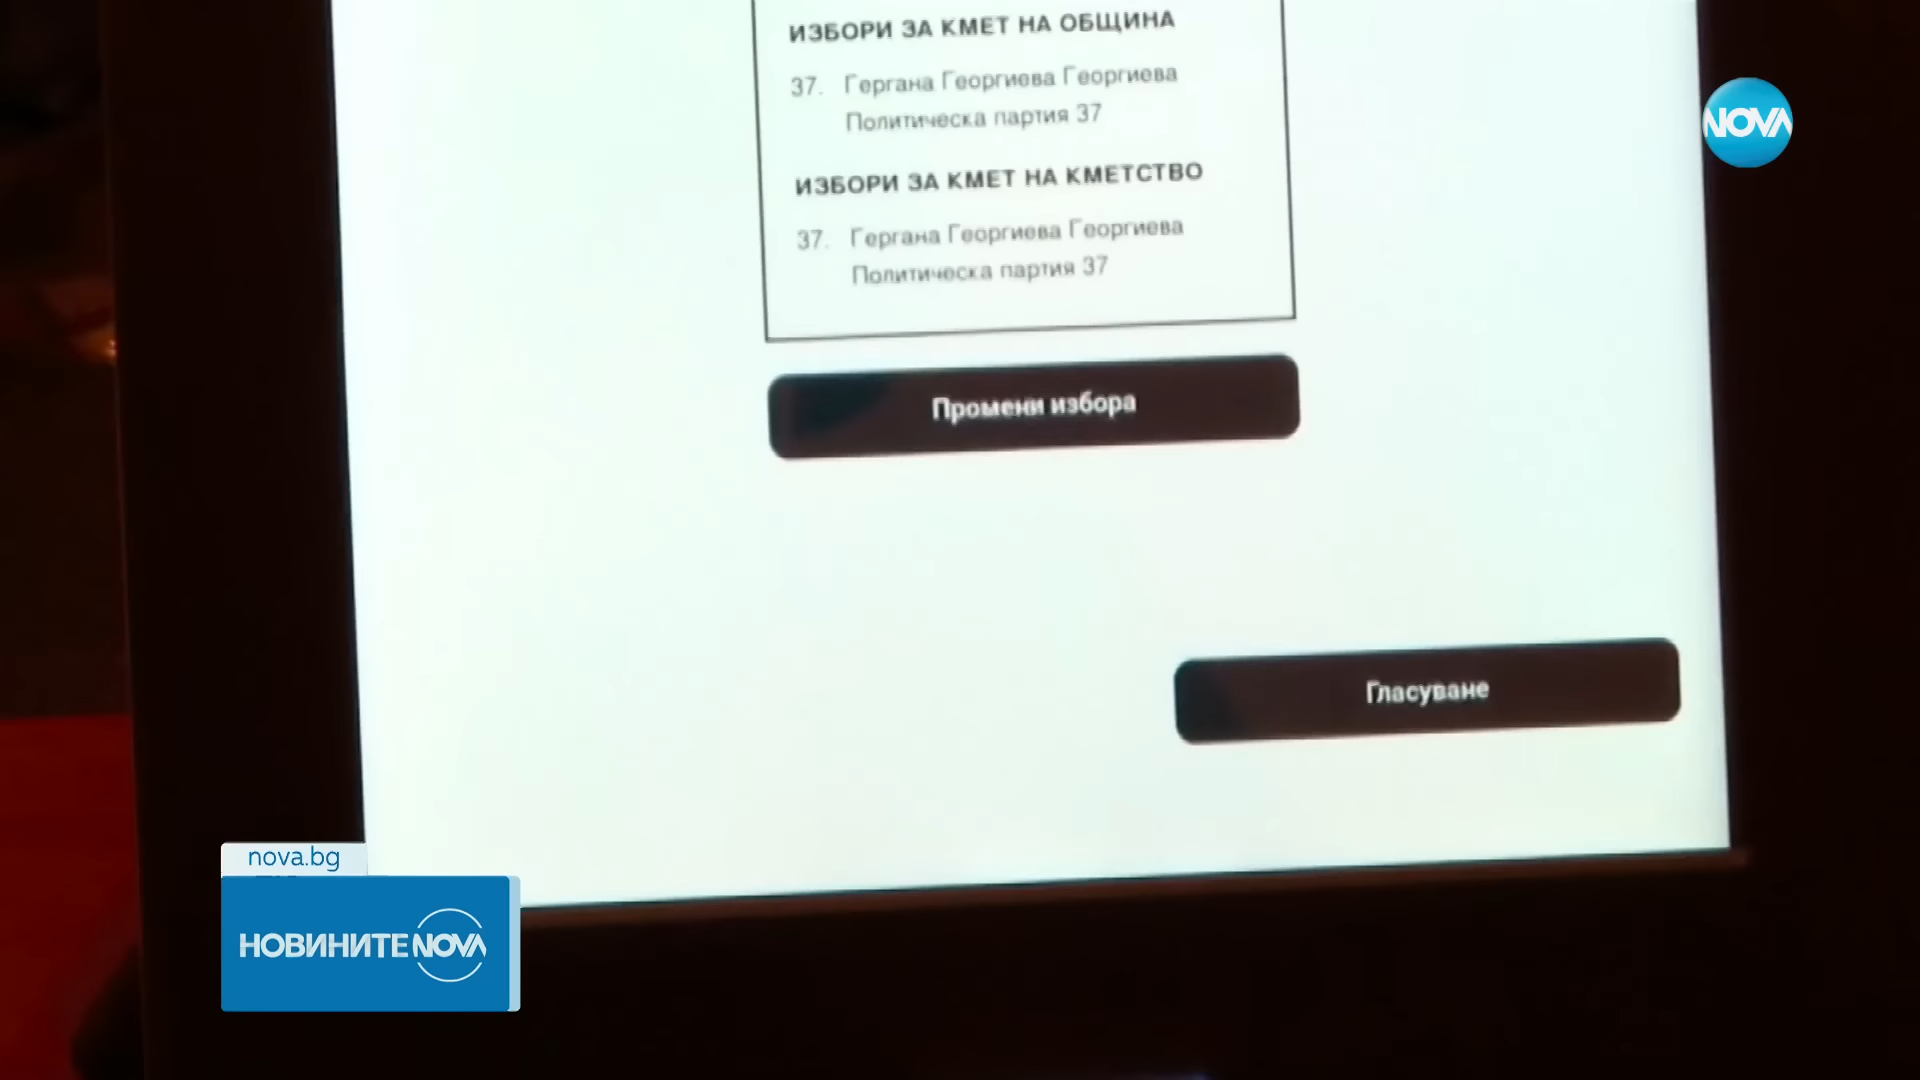 ИЗБОРИ ЗА КМЕТ НА ОБЩИНА
37. Гергана Георгиева Георгиева
Политическа партия 37
ИЗБОРИ ЗА КМЕТ НА КМЕТСТВО
37. Гергана Георгиева Георгиева
Политическа партия 37
Промени избора
Гласуване
NOVA
nova.bg
НОВИНИТЕ NOVA